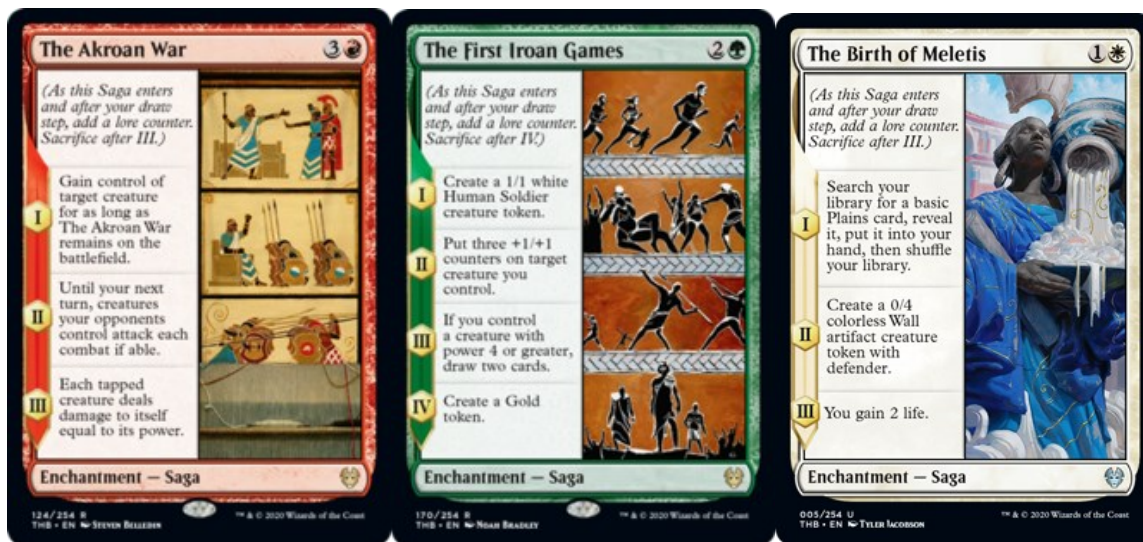 The Akroan War 3
(As this Saga enters
and after your draw
step, add a lore counter.
Sacrifice after III.)
I
Gain control of
target creature
for as long as
The Akroan War
remains on the
battlefield.
II
Until your next
turn, creatures
your opponents
control attack each
combat if able.
III
Each tapped
creature deals
damage to itself
equal to its power.
Enchantment — Saga
124/254 R
THB • EN Steven Belledin
™ & © 2020 Wizards of the Coast
The First Iroan Games 2
(As this Saga enters
and after your draw
step, add a lore counter.
Sacrifice after IV.)
I
Create a 1/1 white
Human Soldier
creature token.
II
Put three +1/+1
counters on target
creature you
control.
III
If you control
a creature with
power 4 or greater,
draw two cards.
IV
Create a Gold
token.
Enchantment — Saga
170/254 R
THB • EN Noah Bradley
™ & © 2020 Wizards of the Coast
The Birth of Meletis 1
(As this Saga enters
and after your draw
step, add a lore counter.
Sacrifice after III.)
I
Search your
library for a basic
Plains card, reveal
it, put it into your
hand, then shuffle
your library.
II
Create a 0/4
colorless Wall
artifact creature
token with
defender.
III
You gain 2 life.
Enchantment — Saga
005/254 U
THB • EN Tyler Jacobson
™ & © 2020 Wizards of the Coast